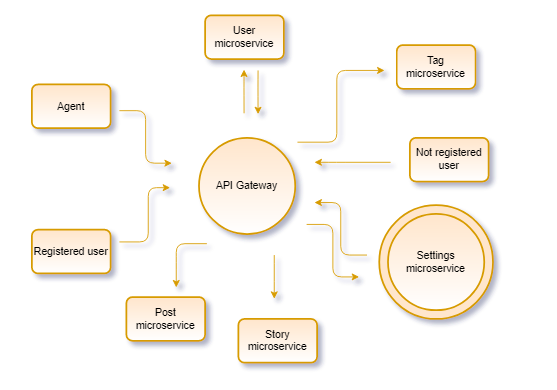 User
microservice
Tag
microservice
Agent
Not registered
user
API Gateway
Registered user
Settings
microservice
Post
microservice
Story
microservice